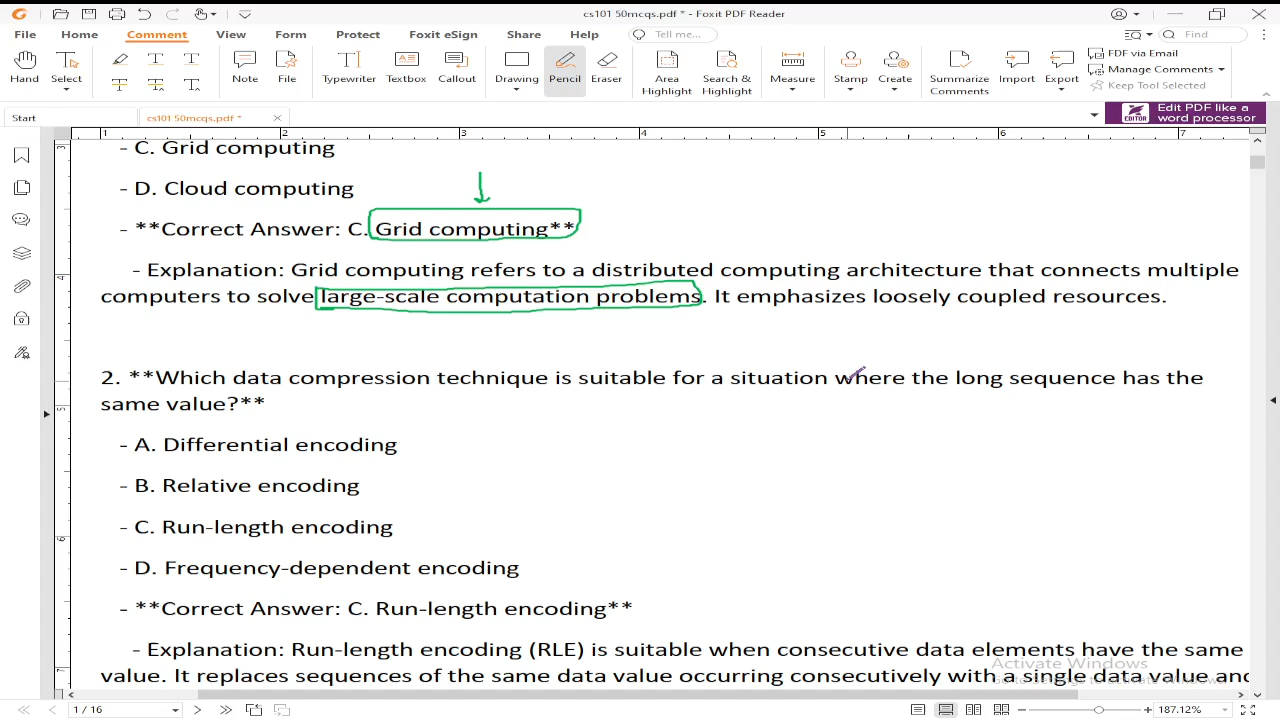 cs101 50mcqs.pdf * - Foxit PDF Reader
File Home Comment View Form Protect Foxit eSign Share Help Tell me... Find
Hand Select Note File Typewriter Textbox Callout Drawing Pencil Eraser Area Highlight Search & Highlight Measure Stamp Create Summarize Comments Import Export
FDF via Email
Manage Comments
Keep Tool Selected
Start cs101 50mcqs.pdf * EDITOR Edit PDF like a word processor
1 2 3 4 5 6 7
- C. Grid computing
- D. Cloud computing
- **Correct Answer: C. Grid computing**
- Explanation: Grid computing refers to a distributed computing architecture that connects multiple
computers to solve large-scale computation problems. It emphasizes loosely coupled resources.
2. **Which data compression technique is suitable for a situation where the long sequence has the
same value?**
- A. Differential encoding
- B. Relative encoding
- C. Run-length encoding
- D. Frequency-dependent encoding
- **Correct Answer: C. Run-length encoding**
- Explanation: Run-length encoding (RLE) is suitable when consecutive data elements have the same
Activate Windows
value. It replaces sequences of the same data value occurring consecutively with a single data value and
1 / 16 187.12%